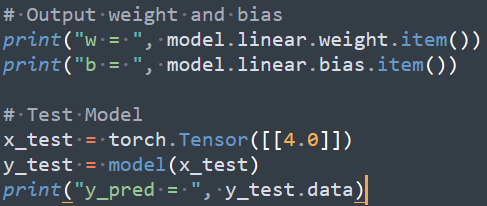 # Output weight and bias
print("w = ", model.linear.weight.item())
print("b = ", model.linear.bias.item())

# Test Model
x_test = torch.Tensor([[4.0]])
y_test = model(x_test)
print("y_pred = ", y_test.data)